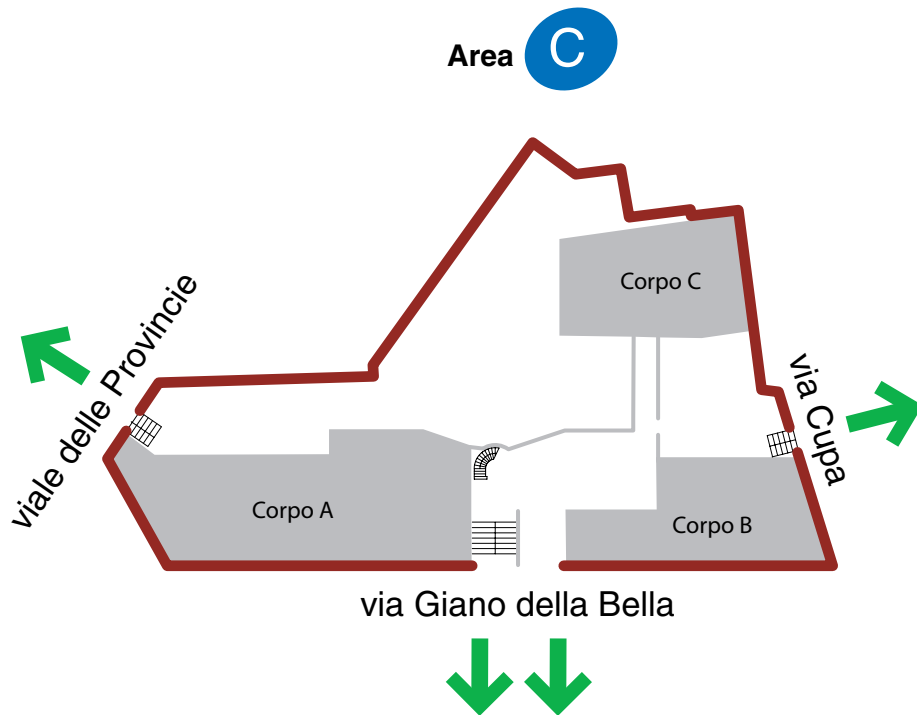 Area C
Corpo C
viale delle Provincie
via Cupa
Corpo A
Corpo B
via Giano della Bella